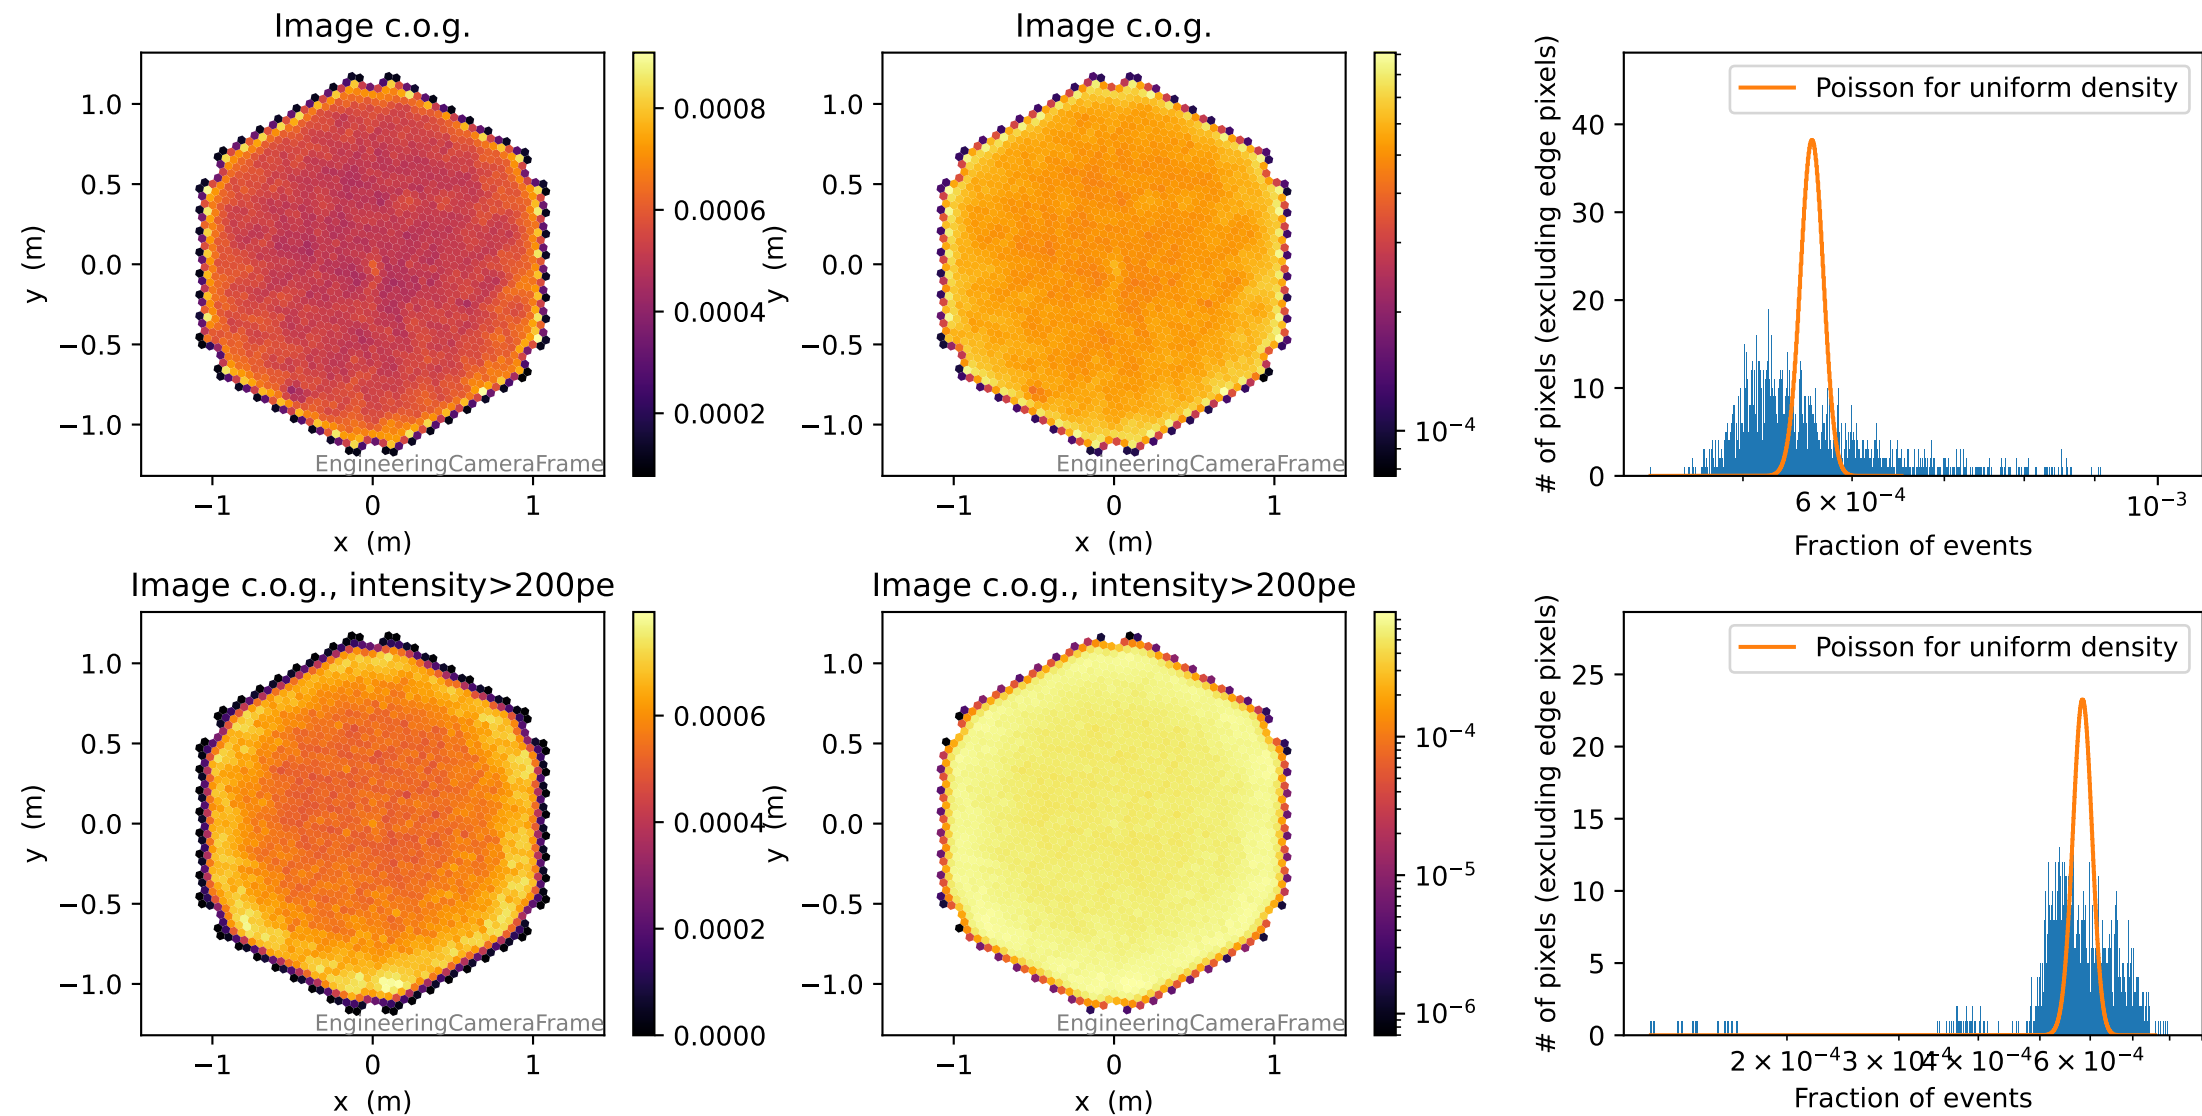 Image c.o.g.
1.0
0.5
0.0
−0.5
−1.0
y (m)
−1
0
1
x (m)
EngineeringCameraFrame
0.0008
0.0006
0.0004
0.0002
Image c.o.g.
1.0
0.5
0.0
−0.5
−1.0
y (m)
−1
0
1
x (m)
EngineeringCameraFrame
10⁻⁴
# of pixels (excluding edge pixels)
40
30
20
10
0
Poisson for uniform density
6 × 10⁻⁴
10⁻³
Fraction of events
Image c.o.g., intensity>200pe
1.0
0.5
0.0
−0.5
−1.0
y (m)
−1
0
1
x (m)
EngineeringCameraFrame
0.0006
0.0004
0.0002
0.0000
Image c.o.g., intensity>200pe
1.0
0.5
0.0
−0.5
−1.0
y (m)
−1
0
1
x (m)
EngineeringCameraFrame
10⁻⁴
10⁻⁵
10⁻⁶
# of pixels (excluding edge pixels)
25
20
15
10
5
0
Poisson for uniform density
2 × 10⁻⁴
3 × 10⁻⁴
4 × 10⁻⁴
6 × 10⁻⁴
Fraction of events